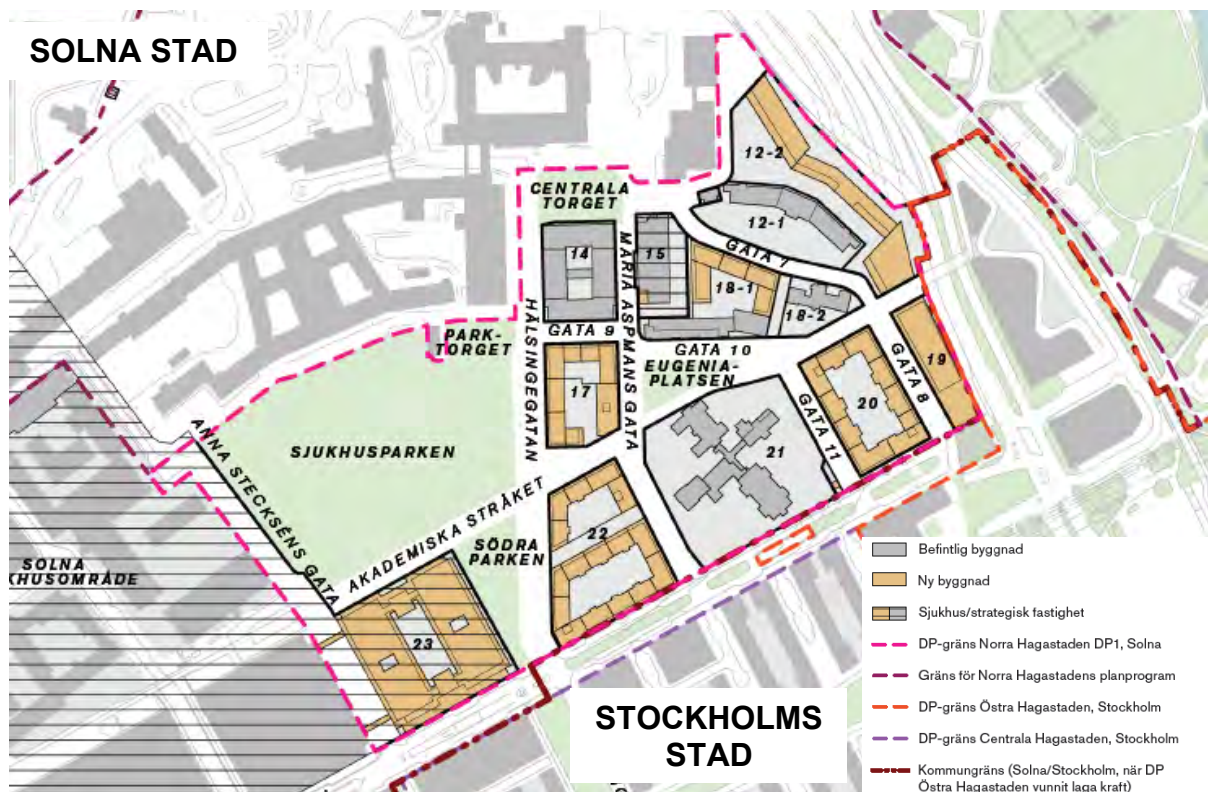 SOLNA STAD
12-2
CENTRALA
TORGET
12-1
MARIA ASPMANS GATA
14
15
GATA 7
18-1
18-2
HÄLSINGEGATAN
GATA 9
PARK-
TORGET
GATA 10
EUGENIA-
PLATSEN
GATA 8
19
17
20
GATA 11
ANNA STECKSÉNS GATA
SJUKHUSPARKEN
21
AKADEMISKA STRÅKET
22
SÖDRA
PARKEN
SOLNA
KHUSOMRÅDE
23
STOCKHOLMS
STAD
Befintlig byggnad
Ny byggnad
Sjukhus/strategisk fastighet
DP-gräns Norra Hagastaden DP1, Solna
Gräns för Norra Hagastadens planprogram
DP-gräns Östra Hagastaden, Stockholm
DP-gräns Centrala Hagastaden, Stockholm
Kommungräns (Solna/Stockholm, när DP
Östra Hagastaden vunnit laga kraft)